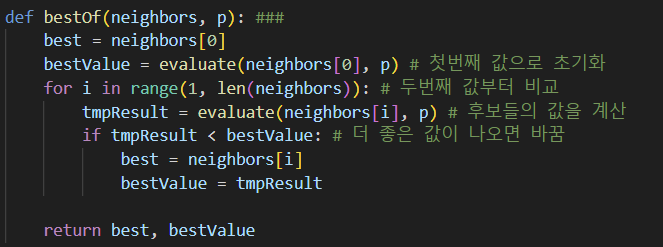 def bestOf(neighbors, p): ###
    best = neighbors[0]
    bestValue = evaluate(neighbors[0], p) # 첫번째 값으로 초기화
    for i in range(1, len(neighbors)): # 두번째 값부터 비교
        tmpResult = evaluate(neighbors[i], p) # 후보들의 값을 계산
        if tmpResult < bestValue: # 더 좋은 값이 나오면 바꿈
            best = neighbors[i]
            bestValue = tmpResult

    return best, bestValue